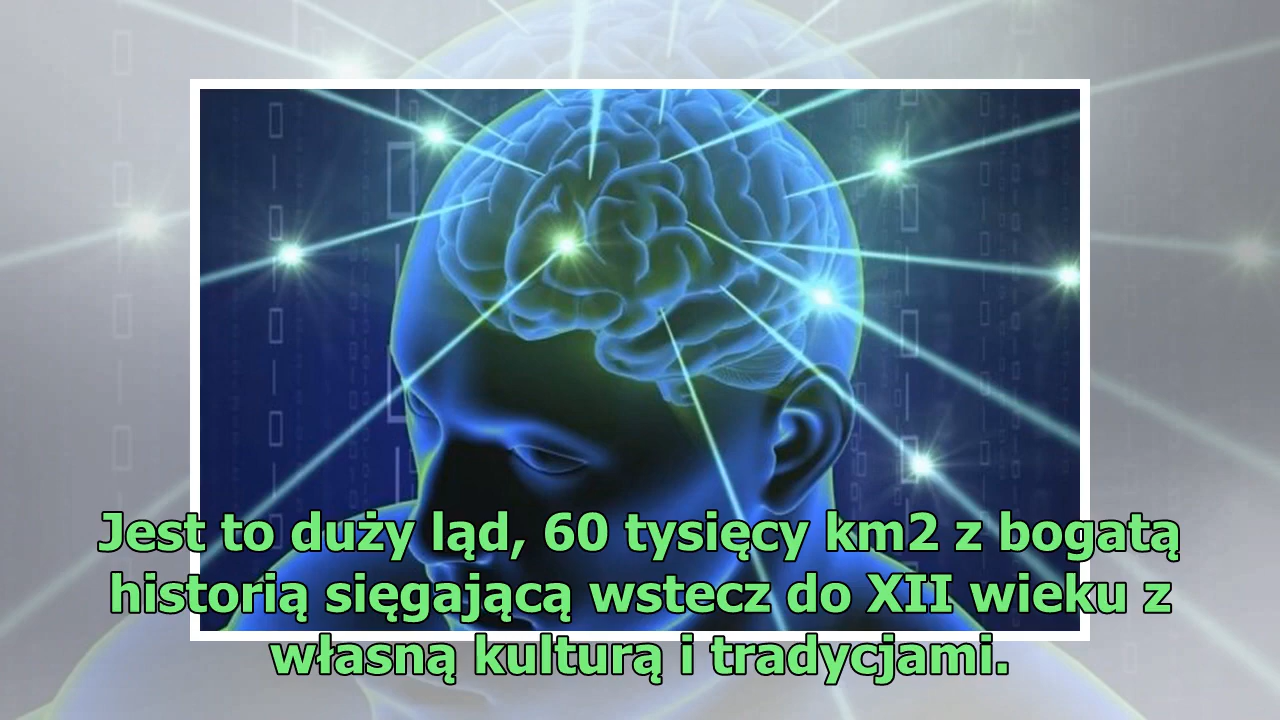 Jest to duży ląd, 60 tysięcy km2 z bogatą
historią sięgającą wstecz do XII wieku z
własną kulturą i tradycjami.